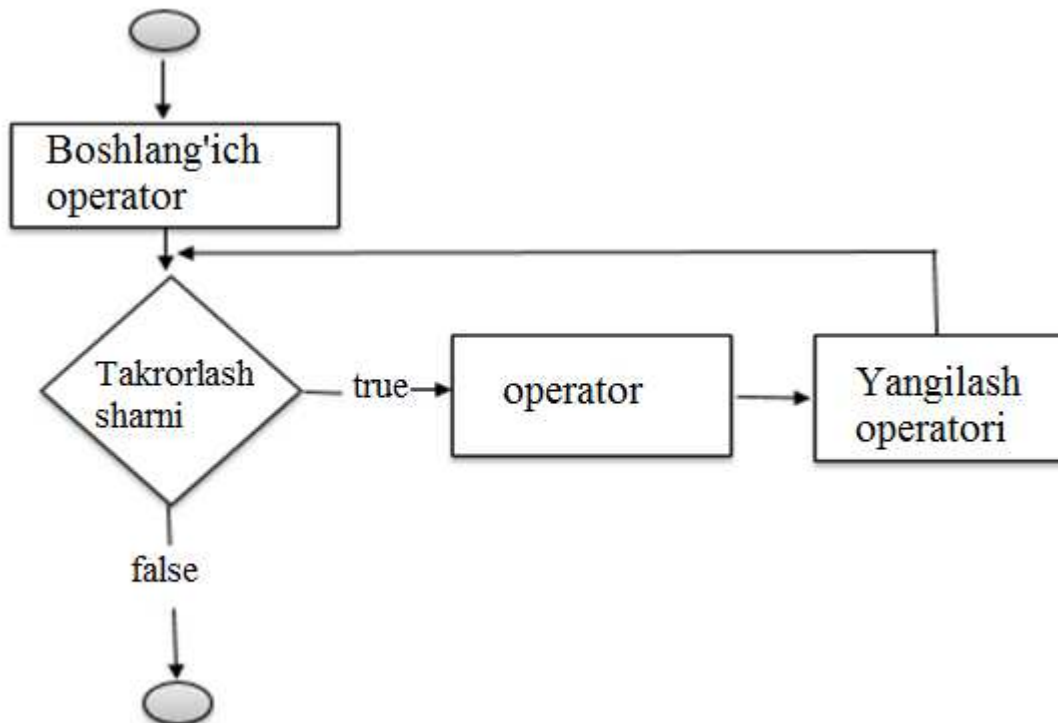 Boshlang'ich
operator
Takrorlash
sharni
true
operator
Yangilash
operatori
false